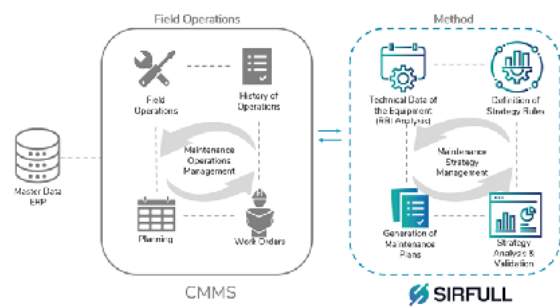 Field Operations
Method
Field
Operations
History of
Operations
Technical Data of
the Equipment
(RBI Analysis)
Definition of
Strategy Rules
Maintenance
Operations
Management
Maintenance
Strategy
Management
Master Data
ERP
Planning
Work Orders
Generation of
Maintenance
Plans
Strategy
Analysis &
Validation
CMMS
SIRFULL